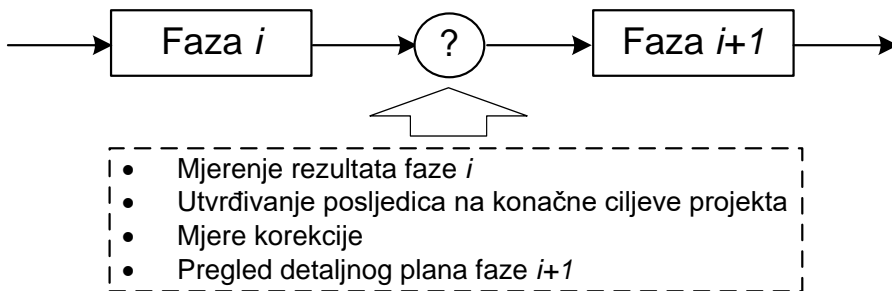 Faza i
?
Faza i+1
• Mjerenje rezultata faze i
• Utvrđivanje posljedica na konačne ciljeve projekta
• Mjere korekcije
• Pregled detaljnog plana faze i+1